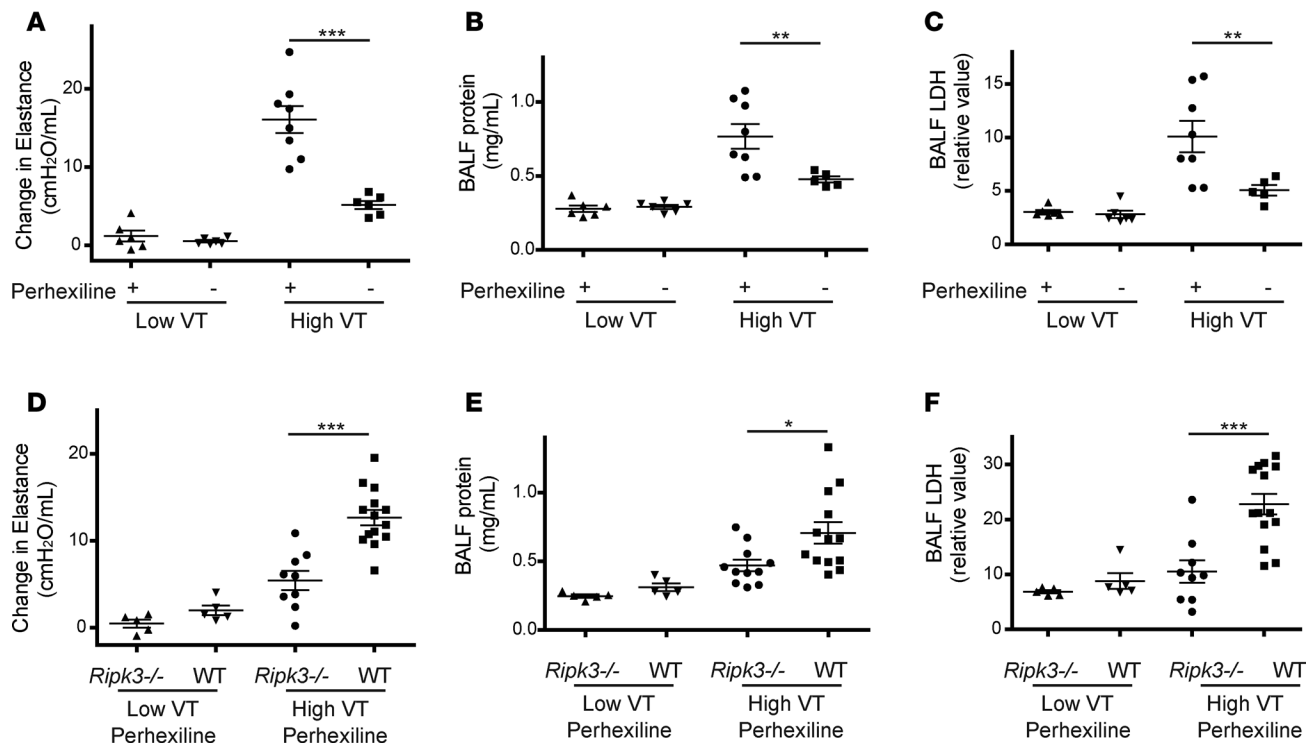 A
Change in Elastance
(cmH₂O/mL)
20
10
0
***
Perhexiline + - + -
Low VT High VT
B
BALF protein
(mg/mL)
1.0
0.5
0.0
**
+ - + -
Low VT High VT
C
BALF LDH
(relative value)
15
10
5
0
**
Perhexiline + - + -
Low VT High VT
D
Change in Elastance
(cmH₂O/mL)
20
10
0
***
Ripk3-/- WT Ripk3-/- WT
Low VT High VT
Perhexiline Perhexiline
E
BALF protein
(mg/mL)
1.0
0.5
0.0
*
Ripk3-/- WT Ripk3-/- WT
Low VT High VT
Perhexiline Perhexiline
F
BALF LDH
(relative value)
30
20
10
0
***
Ripk3-/- WT Ripk3-/- WT
Low VT High VT
Perhexiline Perhexiline